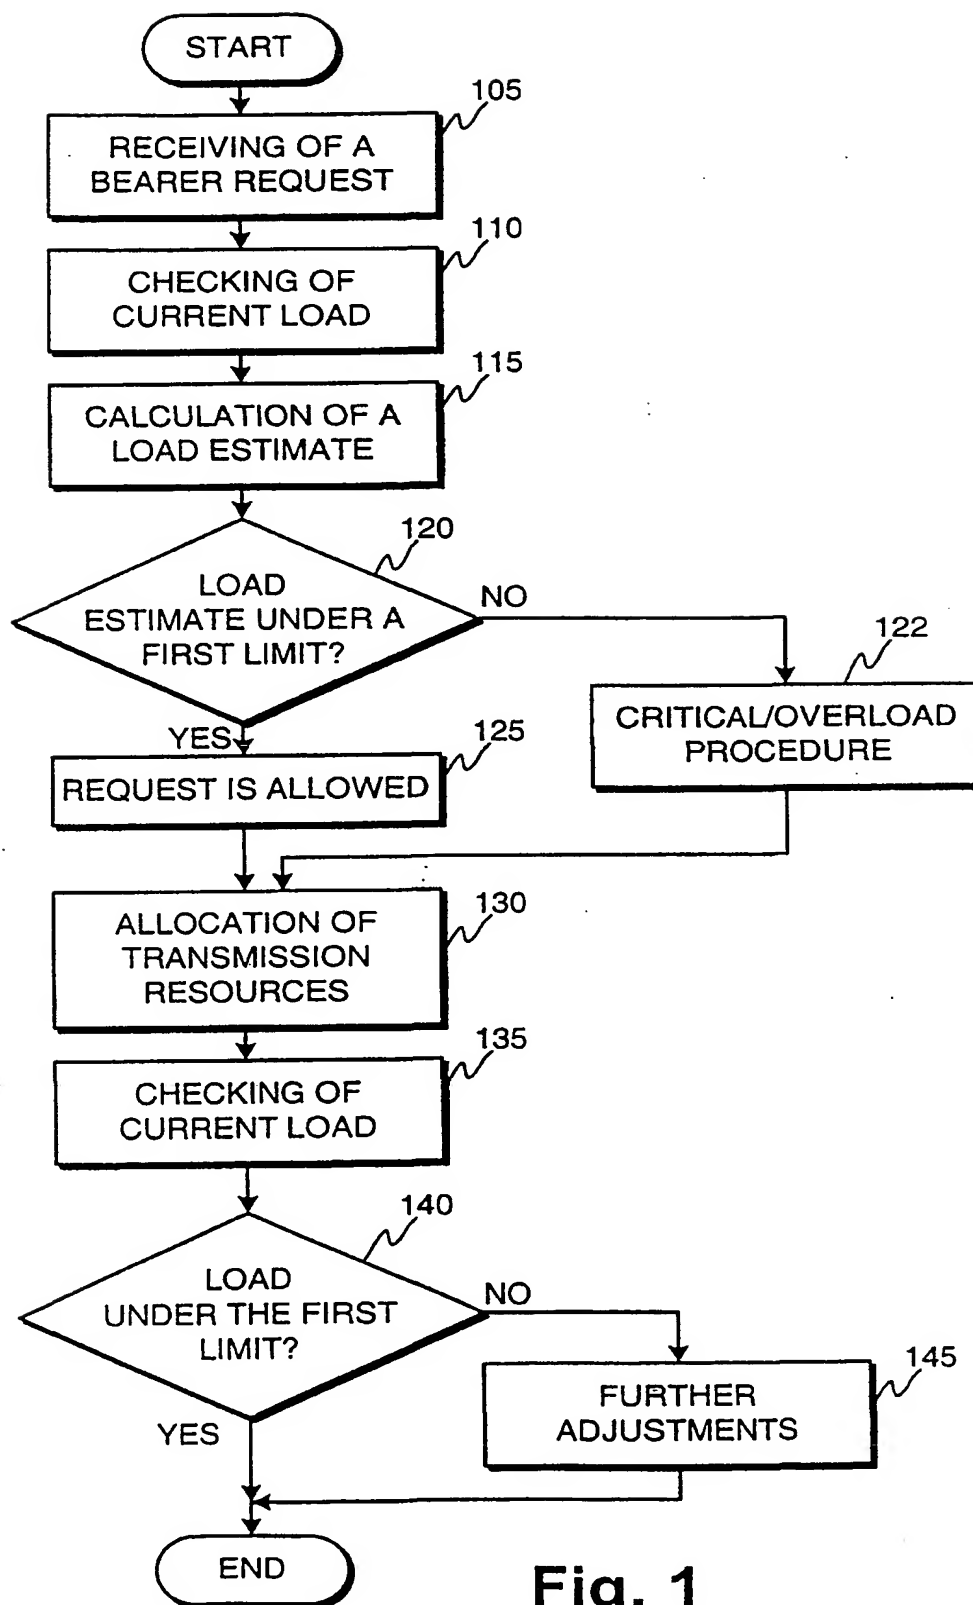 START
105
RECEIVING OF A
BEARER REQUEST
110
CHECKING OF
CURRENT LOAD
115
CALCULATION OF A
LOAD ESTIMATE
120
LOAD
ESTIMATE UNDER A
FIRST LIMIT?
NO
122
CRITICAL/OVERLOAD
PROCEDURE
YES
125
REQUEST IS ALLOWED
130
ALLOCATION OF
TRANSMISSION
RESOURCES
135
CHECKING OF
CURRENT LOAD
140
LOAD
UNDER THE FIRST
LIMIT?
NO
145
FURTHER
ADJUSTMENTS
YES
END
Fig. 1